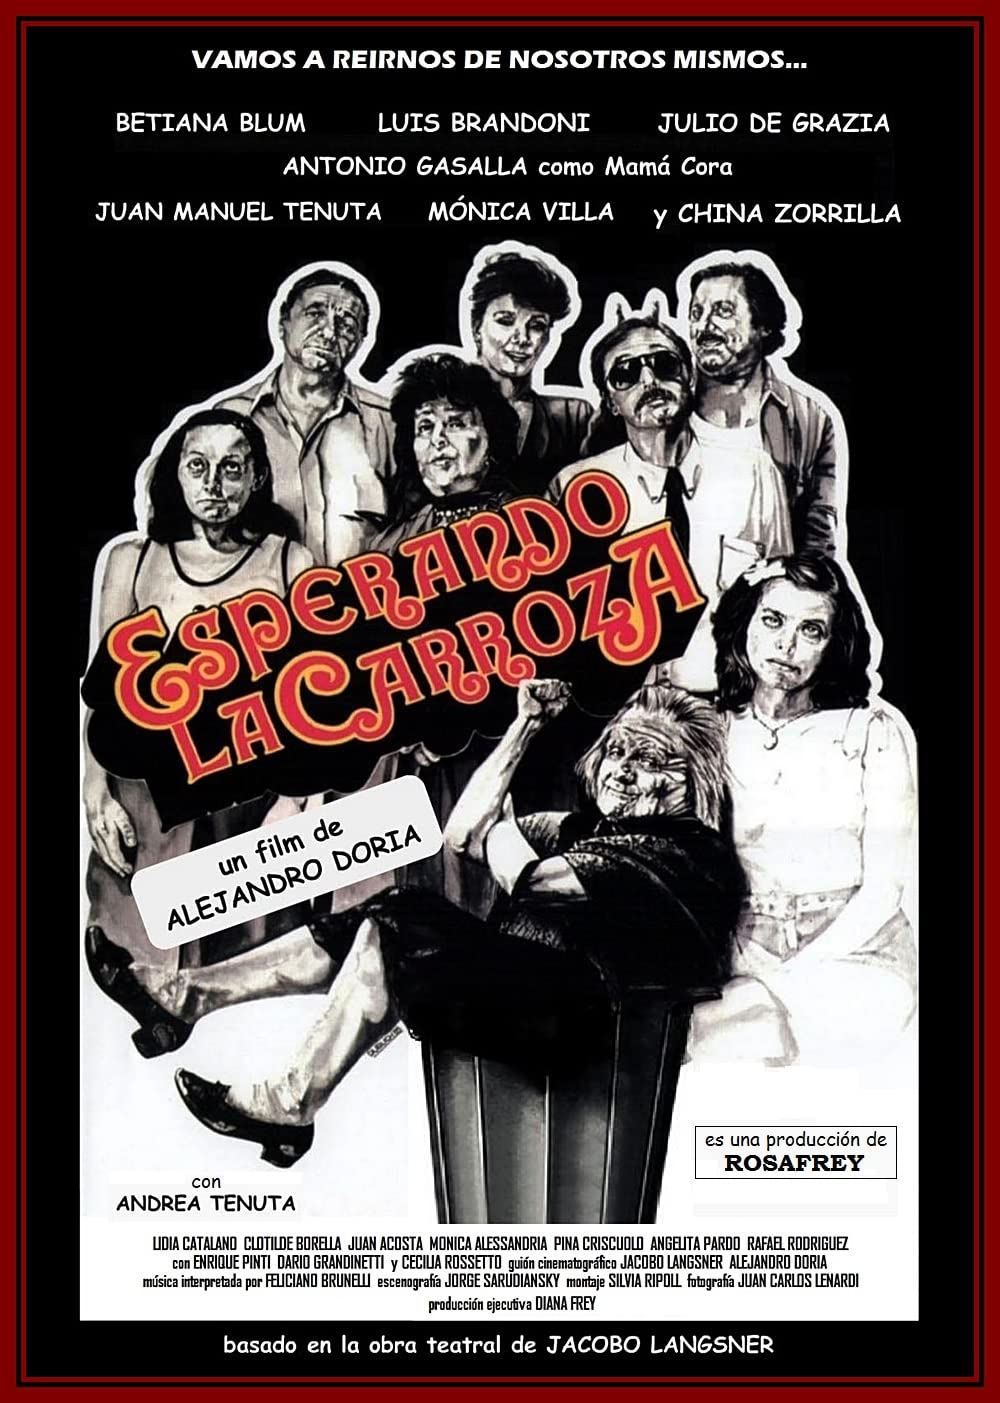 VAMOS A REIRNOS DE NOSOTROS MISMOS...
BETIANA BLUM LUIS BRANDONI JULIO DE GRAZIA
ANTONIO GASALLA como Mamá Cora
JUAN MANUEL TENUTA MÓNICA VILLA y CHINA ZORRILLA
ESPERANDO
LA CARROZA
un film de
ALEJANDRO DORIA
es una producción de
ROSAFREY
con
ANDREA TENUTA
LIDIA CATALANO CLOTILDE BORELLA JUAN ACOSTA MONICA ALESSANDRIA PINA CRISCUOLO ANGELITA PARDO RAFAEL RODRIGUEZ
con ENRIQUE PINTI DARIO GRANDINETTI y CECILIA ROSSETTO guión cinematográfico JACOBO LANGSNER ALEJANDRO DORIA
música interpretada por FELICIANO BRUNELLI escenografía JORGE SARUDIANSKY montaje SILVIA RIPOLL fotografía JUAN CARLOS LENARDI
producción ejecutiva DIANA FREY
basado en la obra teatral de JACOBO LANGSNER